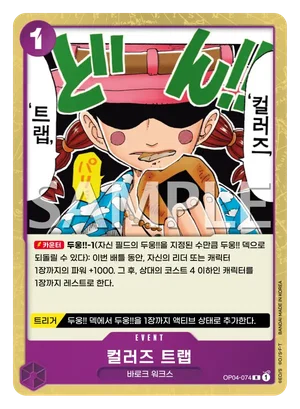 1
どん!!
컬러즈
트랩,
SAMPLE
카운터 두웅!!-1(자신 필드의 두웅!!을 지정된 수만큼 두웅!! 덱으로
되돌릴 수 있다): 이번 배틀 동안, 자신의 리더 또는 캐릭터
1장까지의 파워 +1000. 그 후, 상대의 코스트 4 이하인 캐릭터를
1장까지 레스트로 한다.
트리거 두웅!! 덱에서 두웅!!을 1장까지 액티브 상태로 추가한다.
EVENT
컬러즈 트랩
바로크 웍스
OP04-074 R 1